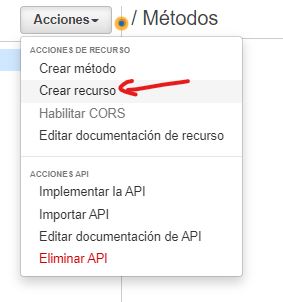 Acciones / Métodos
ACCIONES DE RECURSO
Crear método
Crear recurso
Habilitar CORS
Editar documentación de recurso
ACCIONES API
Implementar la API
Importar API
Editar documentación de API
Eliminar API